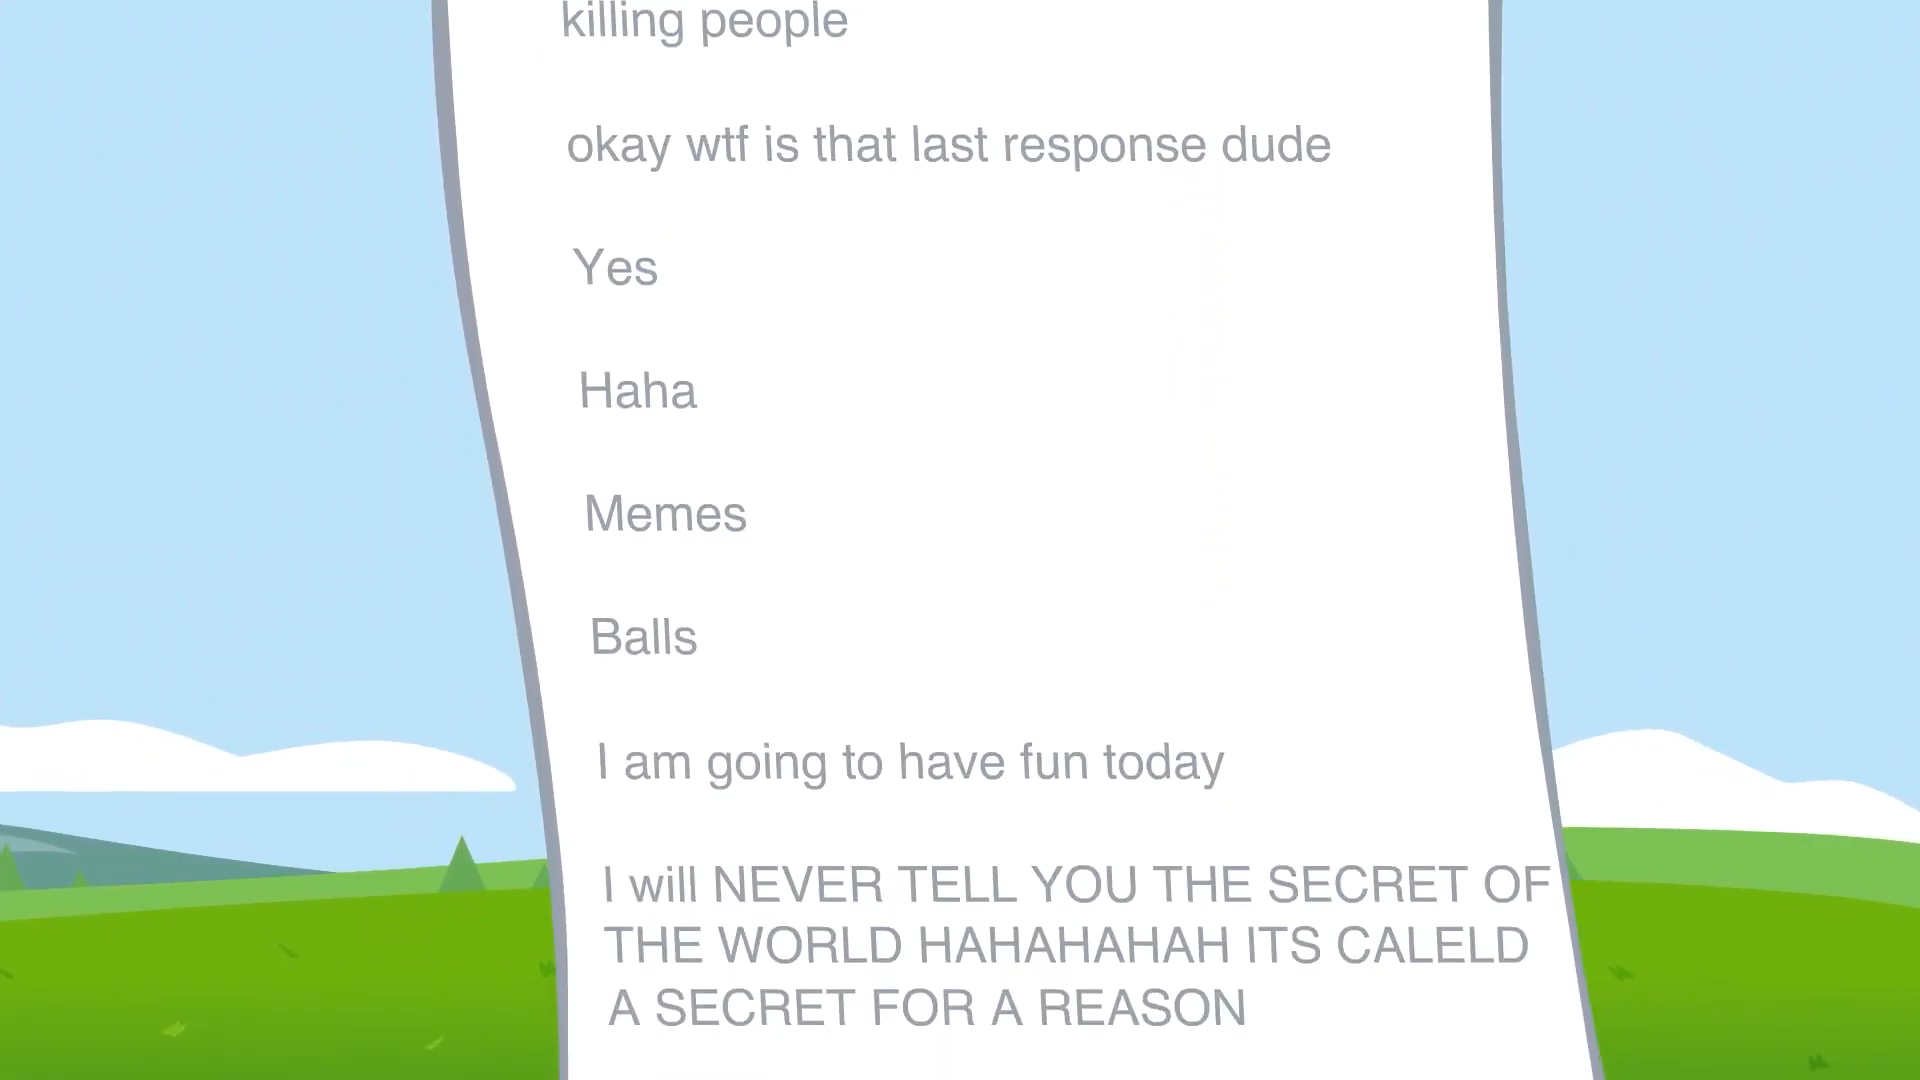 killing people
okay wtf is that last response dude
Yes
Haha
Memes
Balls
I am going to have fun today
I will NEVER TELL YOU THE SECRET OF
THE WORLD HAHAHAHAH ITS CALELD
A SECRET FOR A REASON